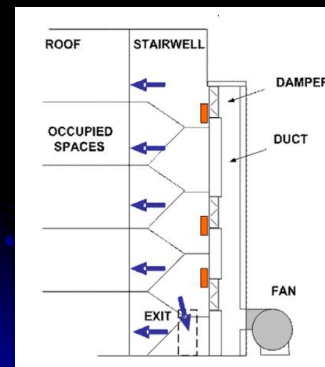 ROOF
STAIRWELL
DAMPER
OCCUPIED
SPACES
DUCT
FAN
EXIT